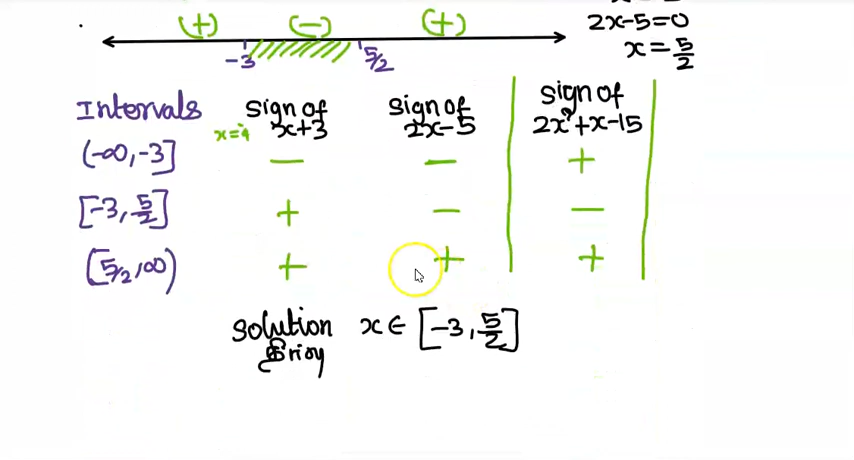 (+) (−) (+)
2x-5=0
-3 5/2
x = 5/2
Intervals sign of x+3 sign of 2x-5 sign of 2x²+x-15
x=-4
(-∞,-3] − − +
[-3, 5/2] + − −
(5/2,∞) + + +
Solution x∈ [-3, 5/2]
தீர்வு